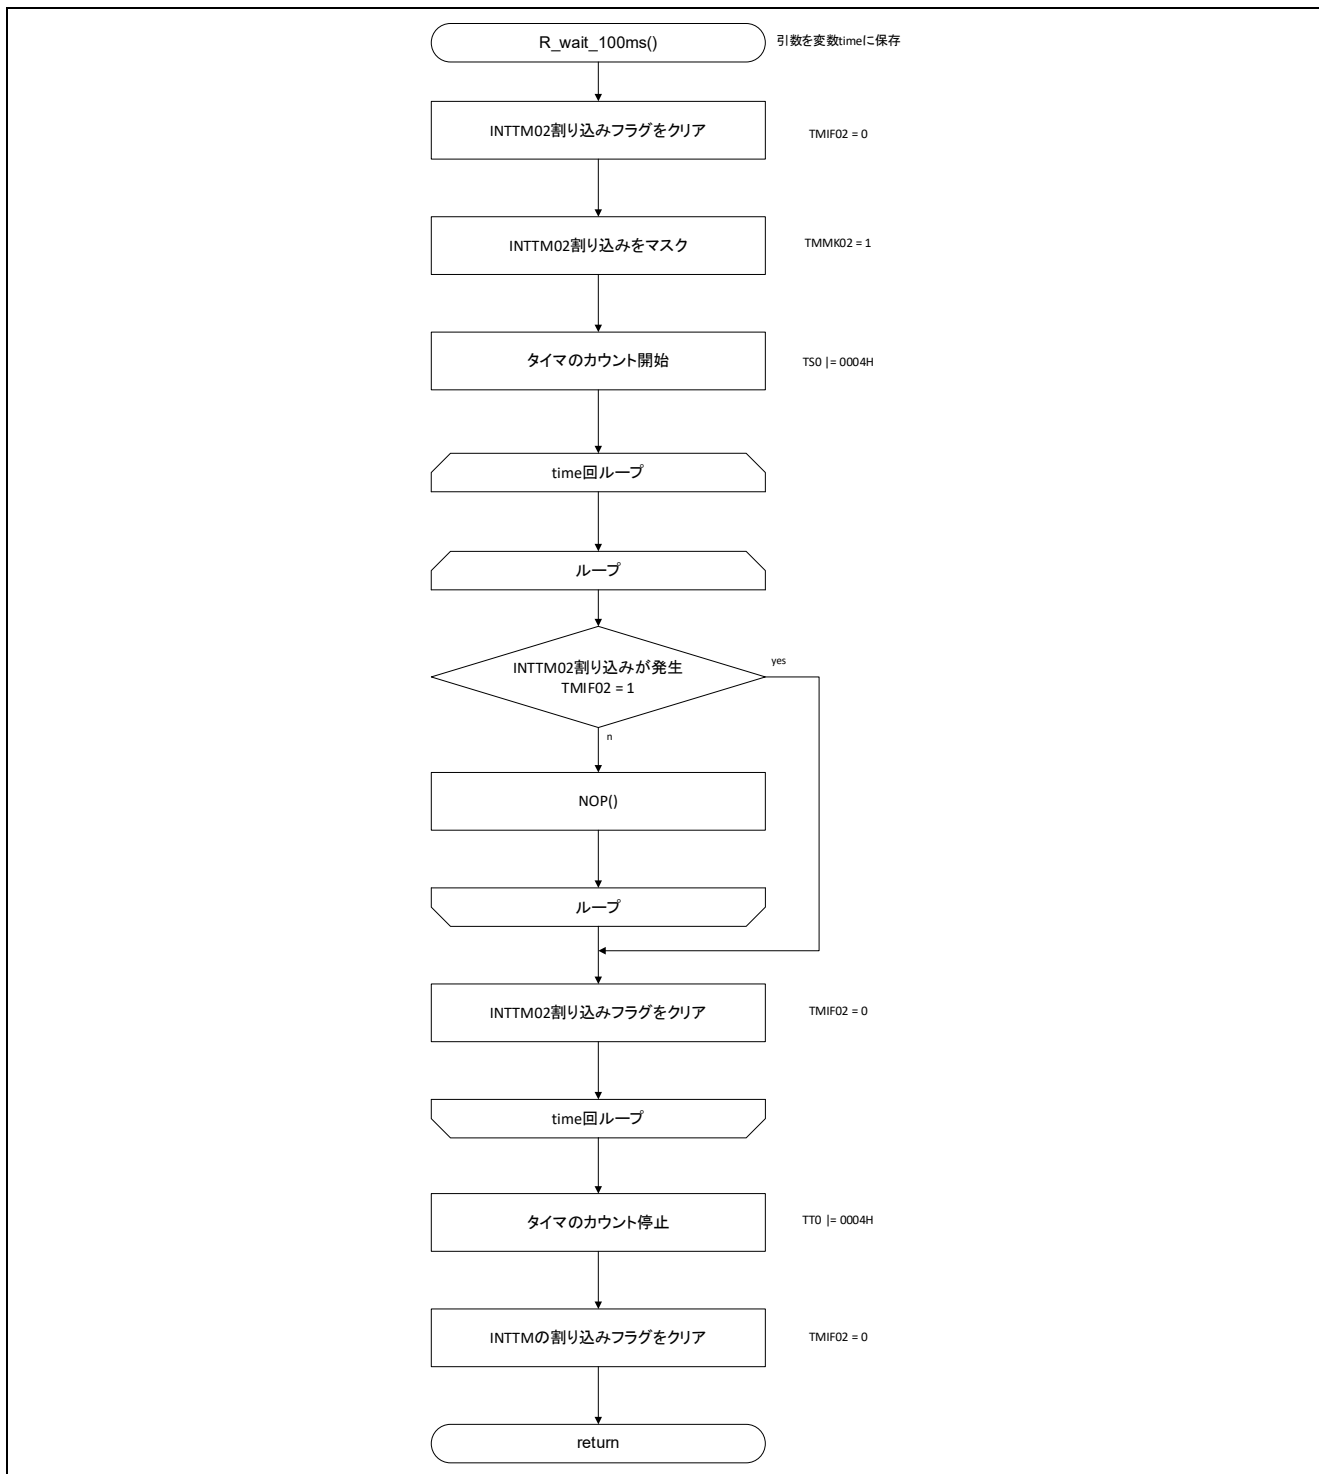 R_wait_100ms()
引数を変数timeに保存
INTTM02割り込みフラグをクリア
TMIF02 = 0
INTTM02割り込みをマスク
TMMK02 = 1
タイマのカウント開始
TS0 |= 0004H
time回ループ
ループ
INTTM02割り込みが発生
TMIF02 = 1
yes
n
NOP()
ループ
INTTM02割り込みフラグをクリア
TMIF02 = 0
time回ループ
タイマのカウント停止
TT0 |= 0004H
INTTMの割り込みフラグをクリア
TMIF02 = 0
return